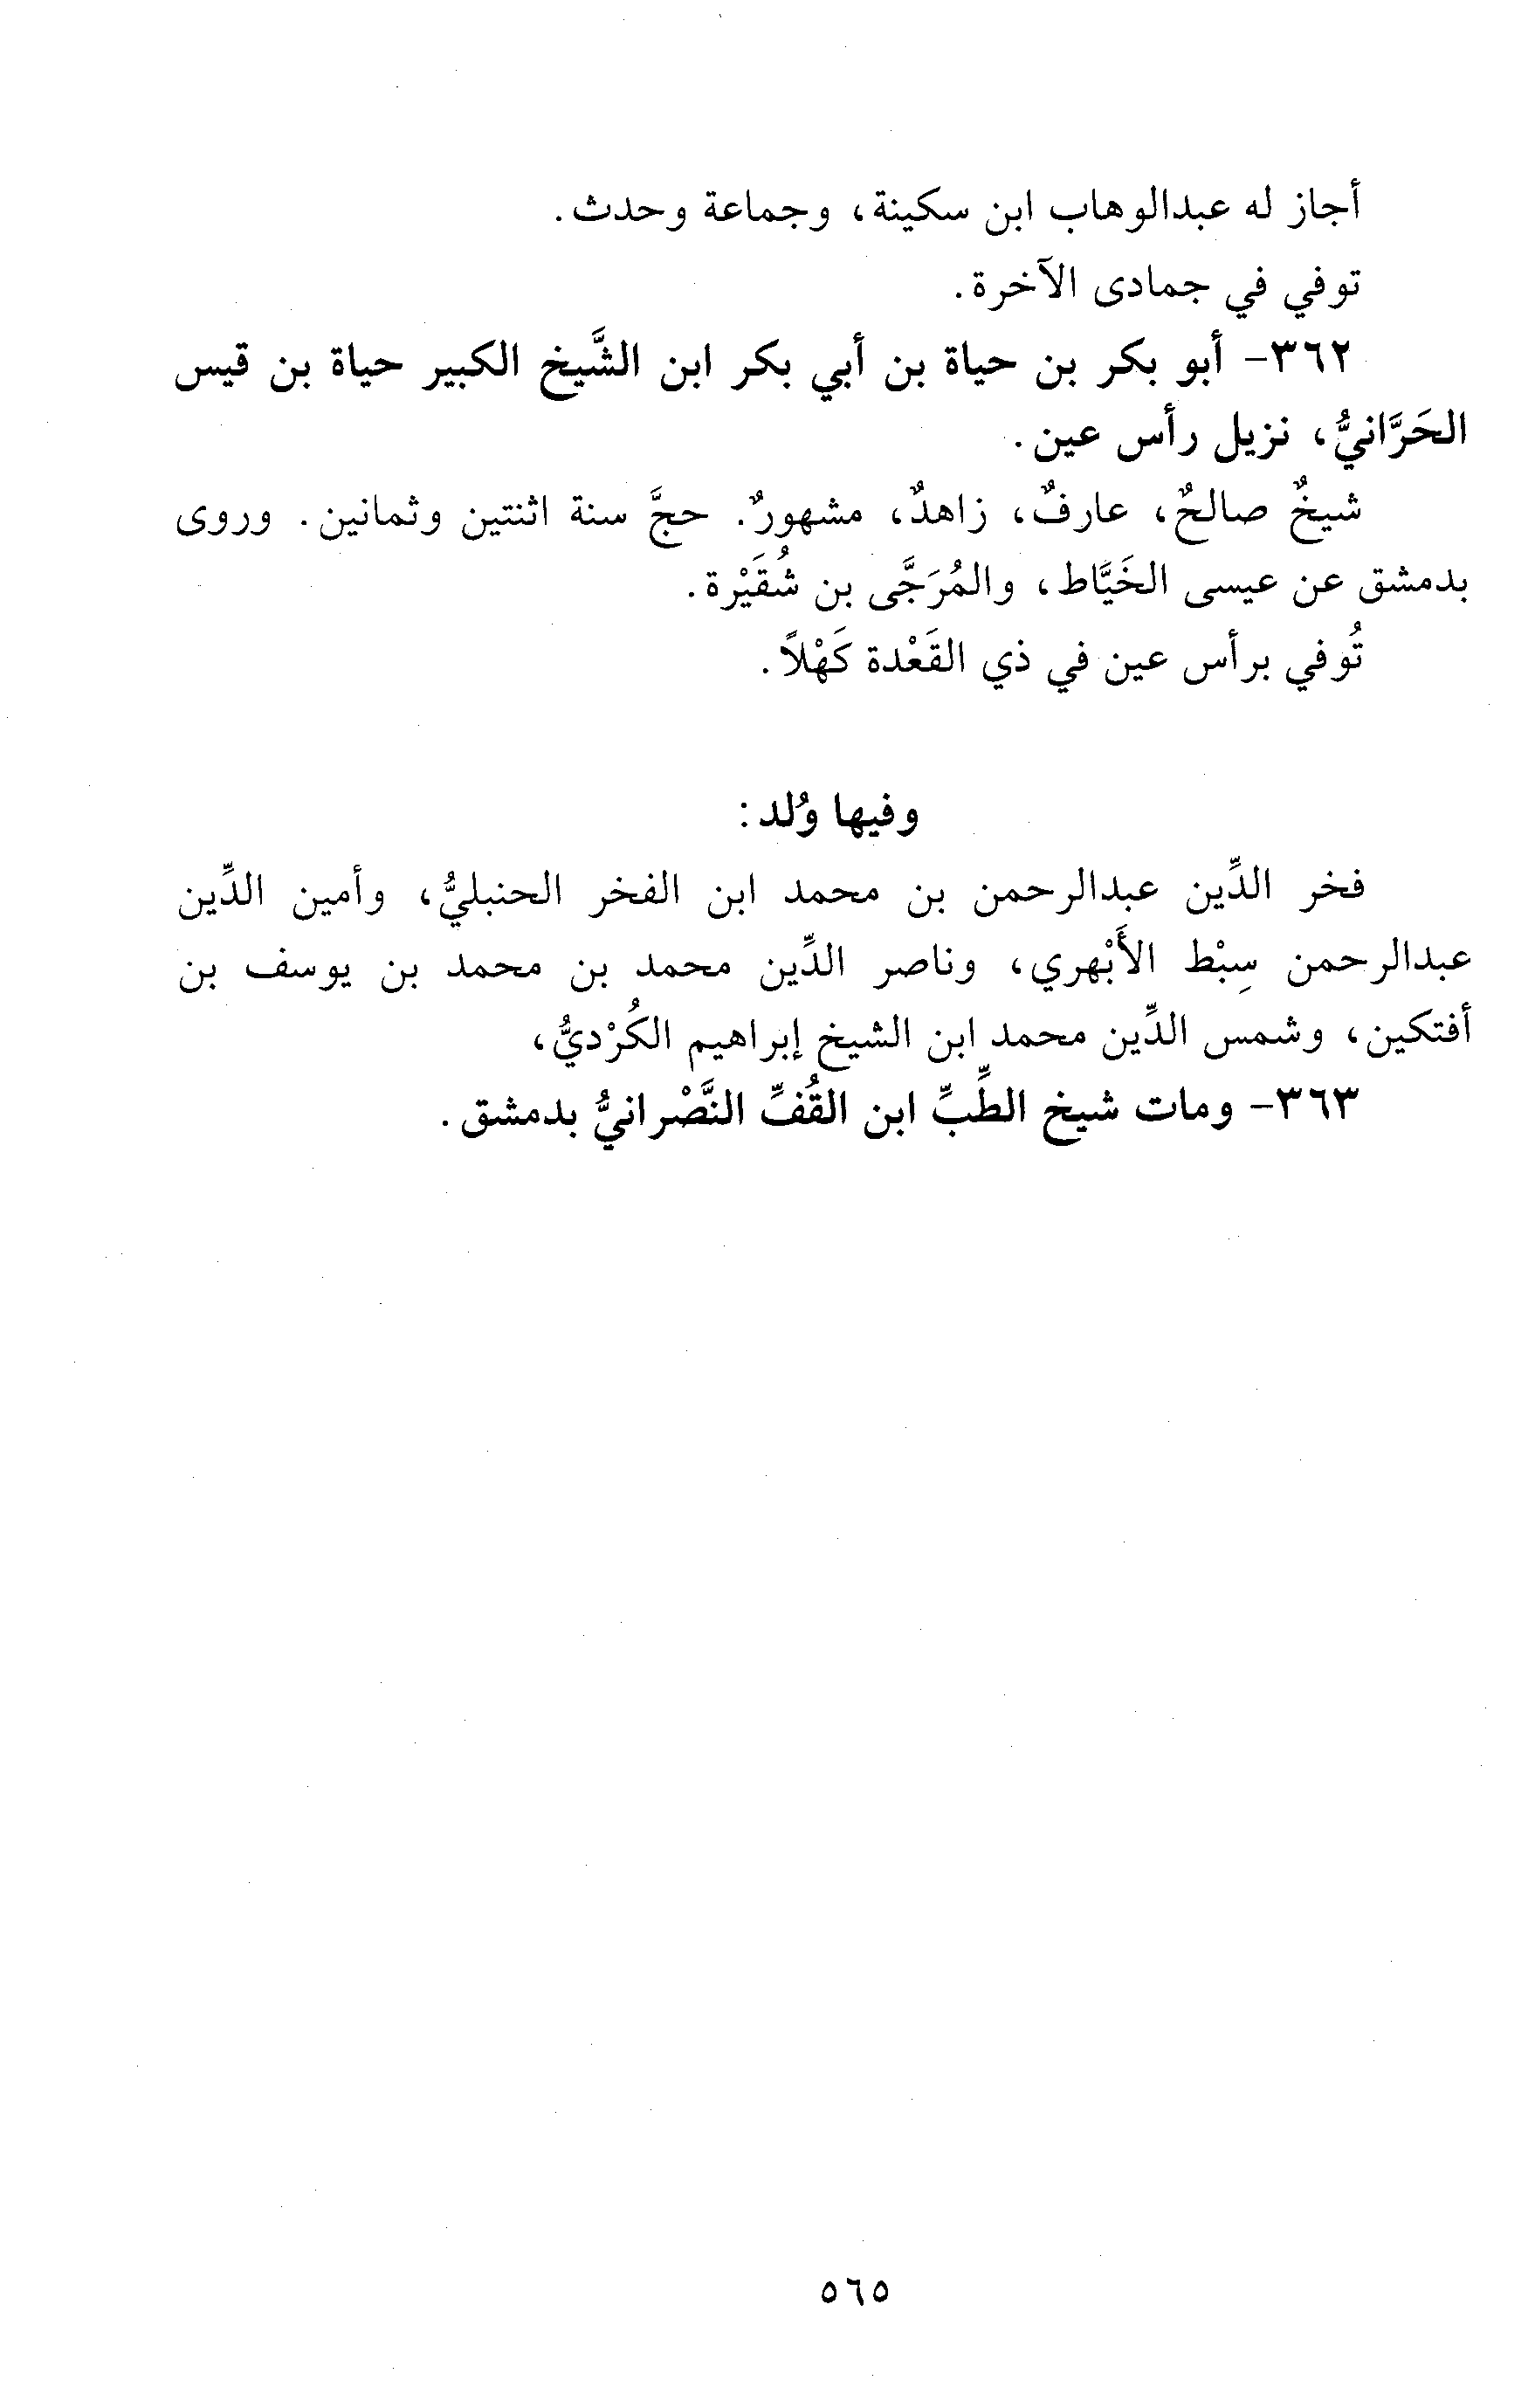 أجاز له عبدالوهاب ابن سكينة، وجماعة وحدث.
توفي في جمادى الآخرة.
٣٦٢- أبو بكر بن حياة بن أبي بكر ابن الشَّيخ الكبير حياة بن قيس
الحَرَّانيُّ، نزيل رأس عين.
شيخٌ صالحٌ، عارفٌ، زاهدٌ، مشهورٌ. حجَّ سنة اثنتين وثمانين. وروى
بدمشق عن عيسى الخَيَّاط، والمُرَجَّى بن شُقَيْرة.
تُوفي برأس عين في ذي القَعْدة كَهْلاً.
وفيها وُلد:
فخر الدِّين عبدالرحمن بن محمد ابن الفخر الحنبليُّ، وأمين الدِّين
عبدالرحمن سِبْط الأَبْهري، وناصر الدِّين محمد بن محمد بن يوسف بن
أفتكين، وشمس الدِّين محمد ابن الشيخ إبراهيم الكُرْديُّ،
٣٦٣- ومات شيخ الطِّبِّ ابن القُفِّ النَّصْرانيُّ بدمشق.
٥٦٥